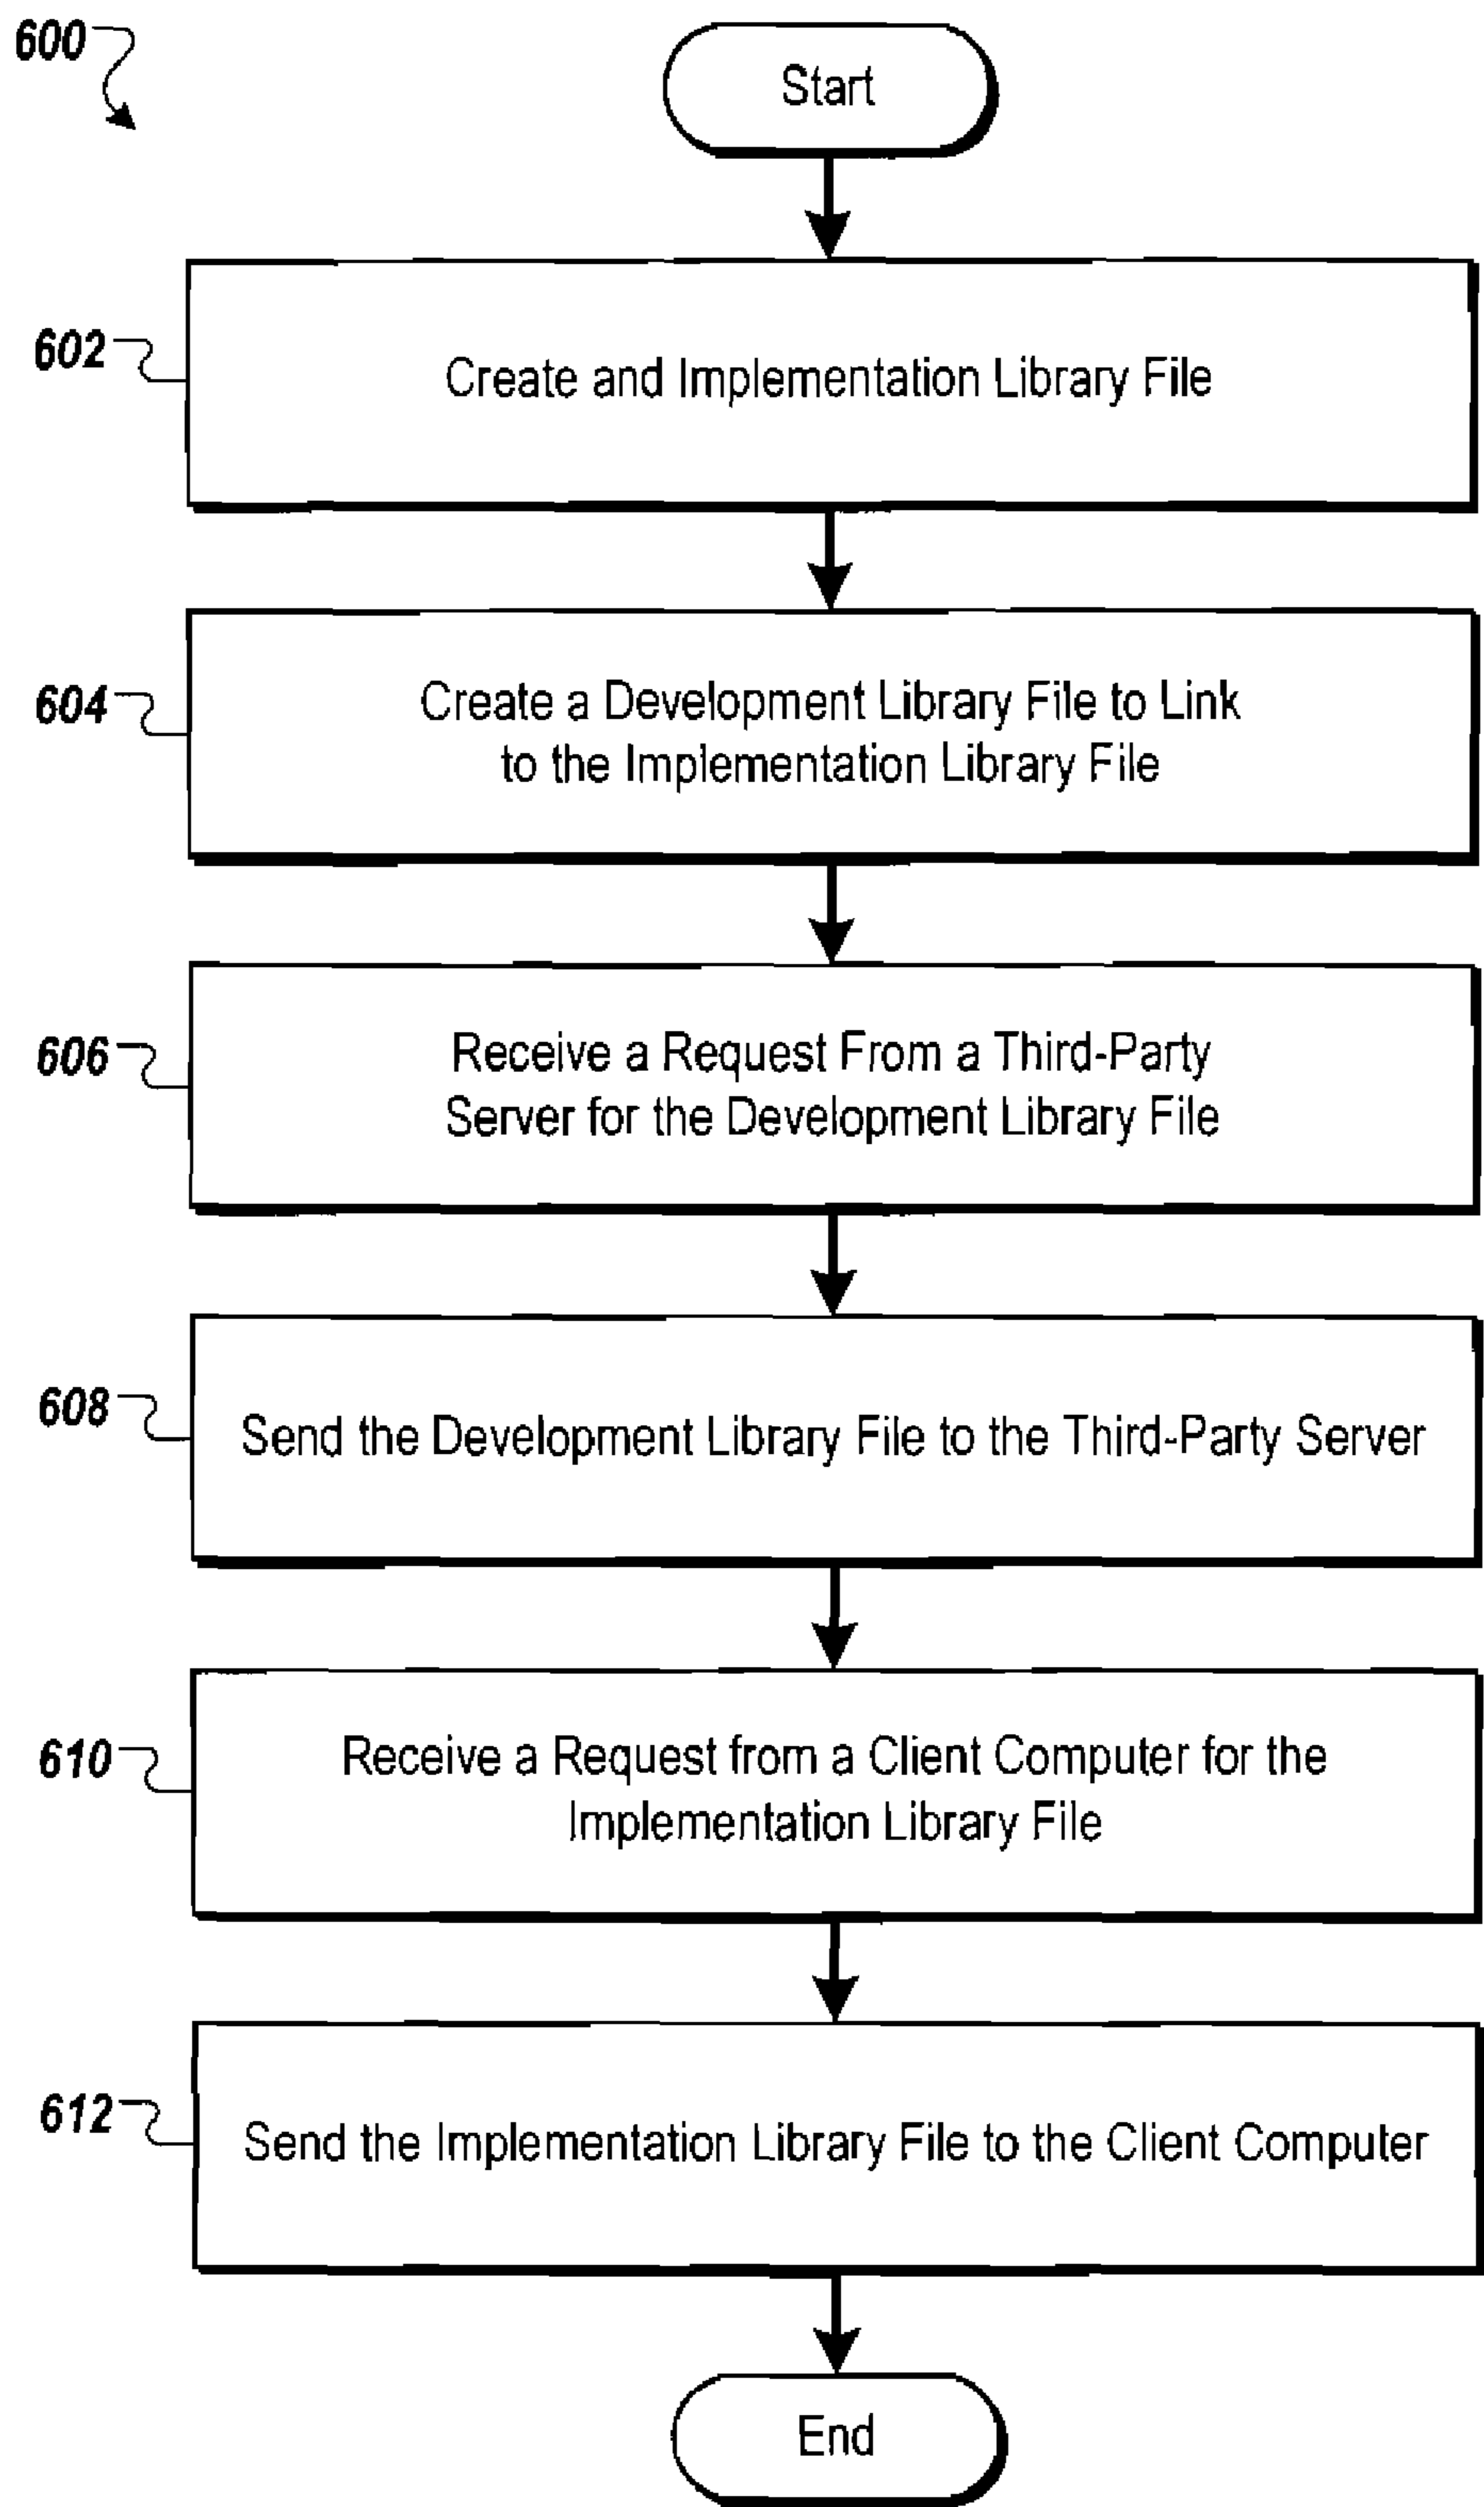 600
Start
602
Create and Implementation Library File
604
Create a Development Library File to Link
to the Implementation Library File
606
Receive a Request From a Third-Party
Server for the Development Library File
608
Send the Development Library File to the Third-Party Server
610
Receive a Request from a Client Computer for the
Implementation Library File
612
Send the Implementation Library File to the Client Computer
End